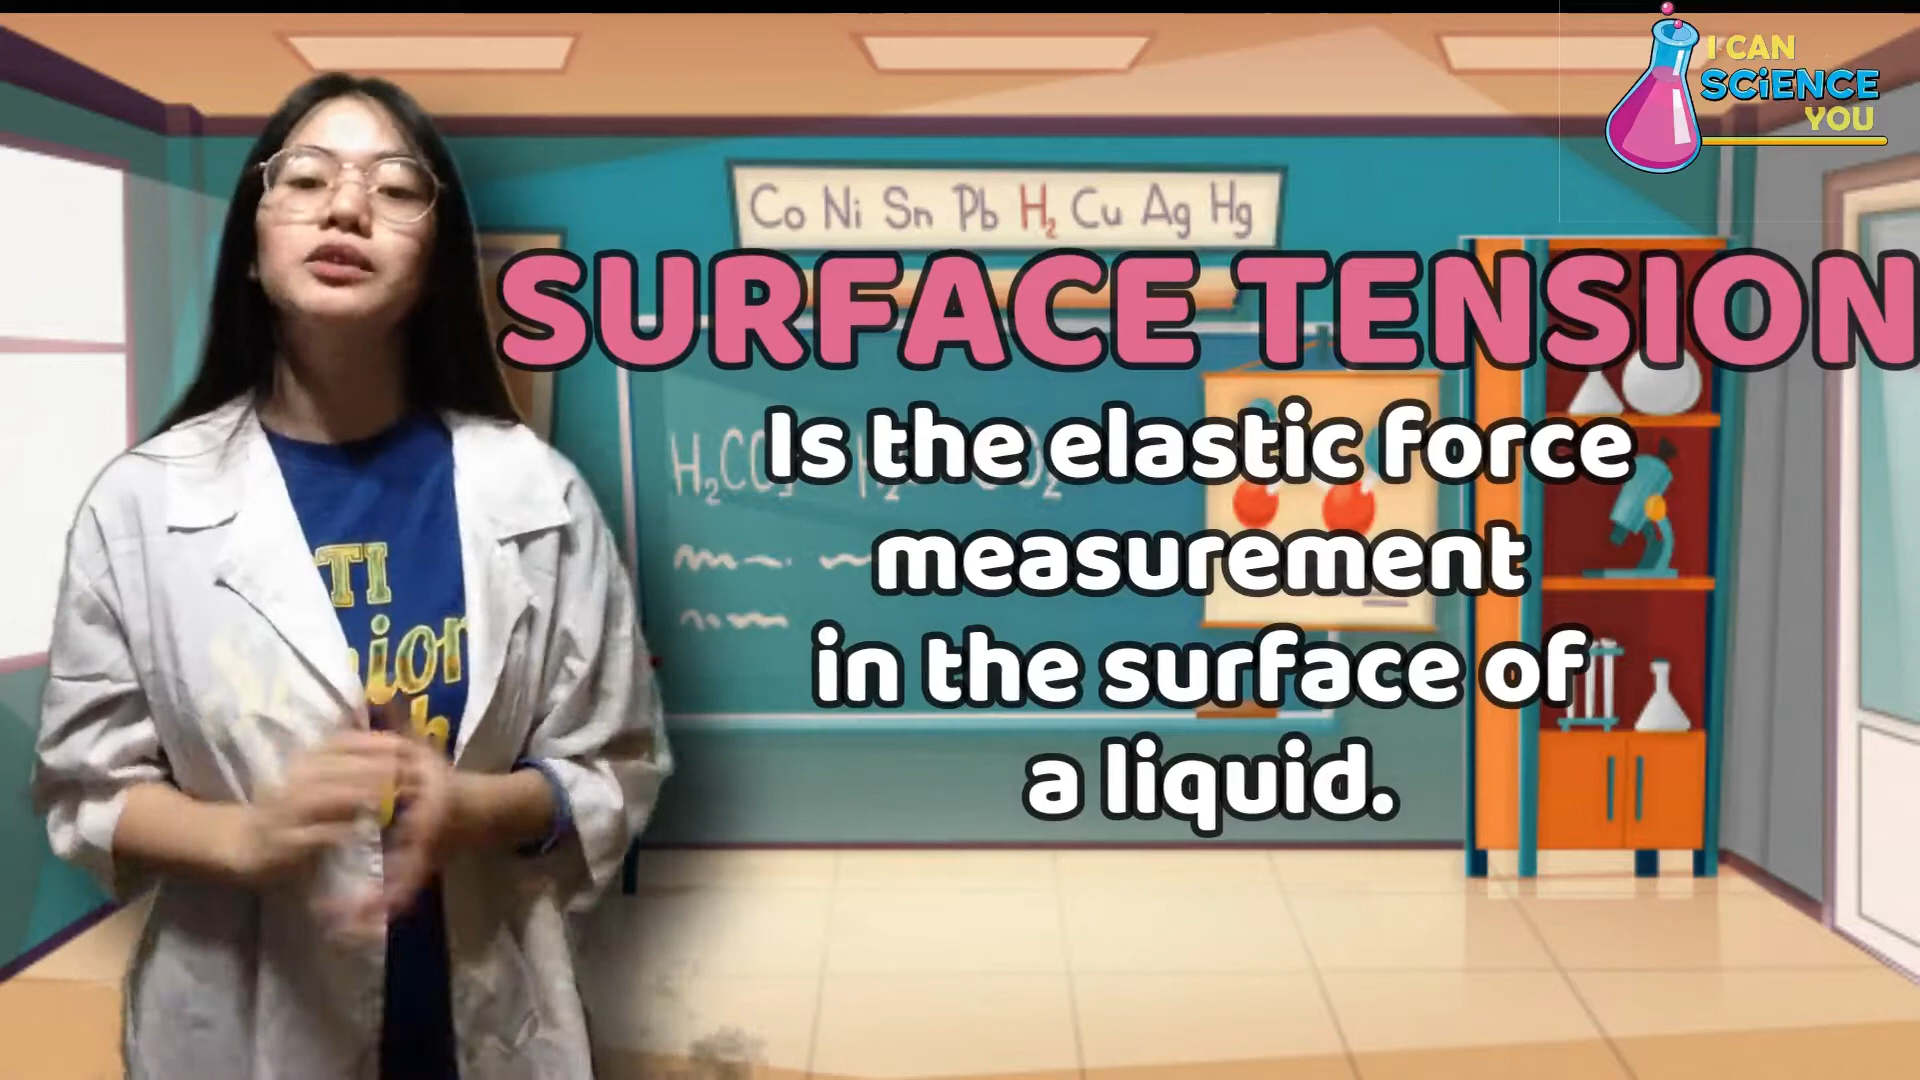 I CAN
SCiENCE
YOU
Co Ni Sn Pb H₂ Cu Ag Hg
SURFACE TENSION
Is the elastic force
measurement
in the surface of
a liquid.
TI